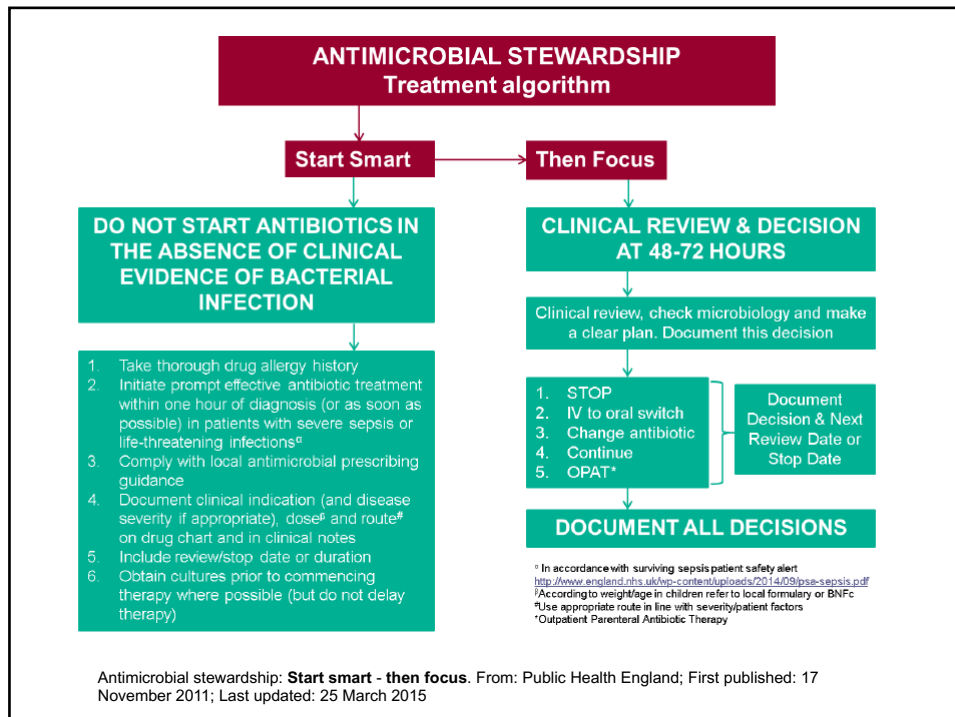 ANTIMICROBIAL STEWARDSHIP
Treatment algorithm
Start Smart
Then Focus
DO NOT START ANTIBIOTICS IN
THE ABSENCE OF CLINICAL
EVIDENCE OF BACTERIAL
INFECTION
1. Take thorough drug allergy history
2. Initiate prompt effective antibiotic treatment
within one hour of diagnosis (or as soon as
possible) in patients with severe sepsis or
life-threatening infectionsα
3. Comply with local antimicrobial prescribing
guidance
4. Document clinical indication (and disease
severity if appropriate), doseβ and route#
on drug chart and in clinical notes
5. Include review/stop date or duration
6. Obtain cultures prior to commencing
therapy where possible (but do not delay
therapy)
CLINICAL REVIEW & DECISION
AT 48-72 HOURS
Clinical review, check microbiology and make
a clear plan. Document this decision
1. STOP
2. IV to oral switch
3. Change antibiotic
4. Continue
5. OPAT*
Document
Decision & Next
Review Date or
Stop Date
DOCUMENT ALL DECISIONS
α In accordance with surviving sepsis patient safety alert
http://www.england.nhs.uk/wp-content/uploads/2014/09/psa-sepsis.pdf
βAccording to weight/age in children refer to local formulary or BNFc
#Use appropriate route in line with severity/patient factors
*Outpatient Parenteral Antibiotic Therapy
Antimicrobial stewardship: Start smart - then focus. From: Public Health England; First published: 17
November 2011; Last updated: 25 March 2015